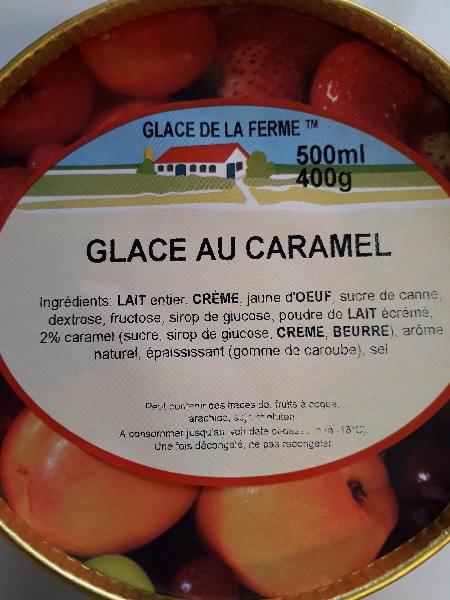 GLACE DE LA FERME ™
500ml
400g
GLACE AU CARAMEL
Ingrédients: LAIT entier, CRÈME, jaune d'OEUF, sucre de canne,
dextrose, fructose, sirop de glucose, poudre de LAIT écrémé,
2% caramel (sucre, sirop de glucose, CREME, BEURRE), arôme
naturel, épaississant (gomme de caroube), sel
Peut contenir des traces de: fruits à coque,
arachide, soja et gluten.
A consommer jusqu'au: voir date (à -18°C).
Une fois décongelé, ne pas recongeler.